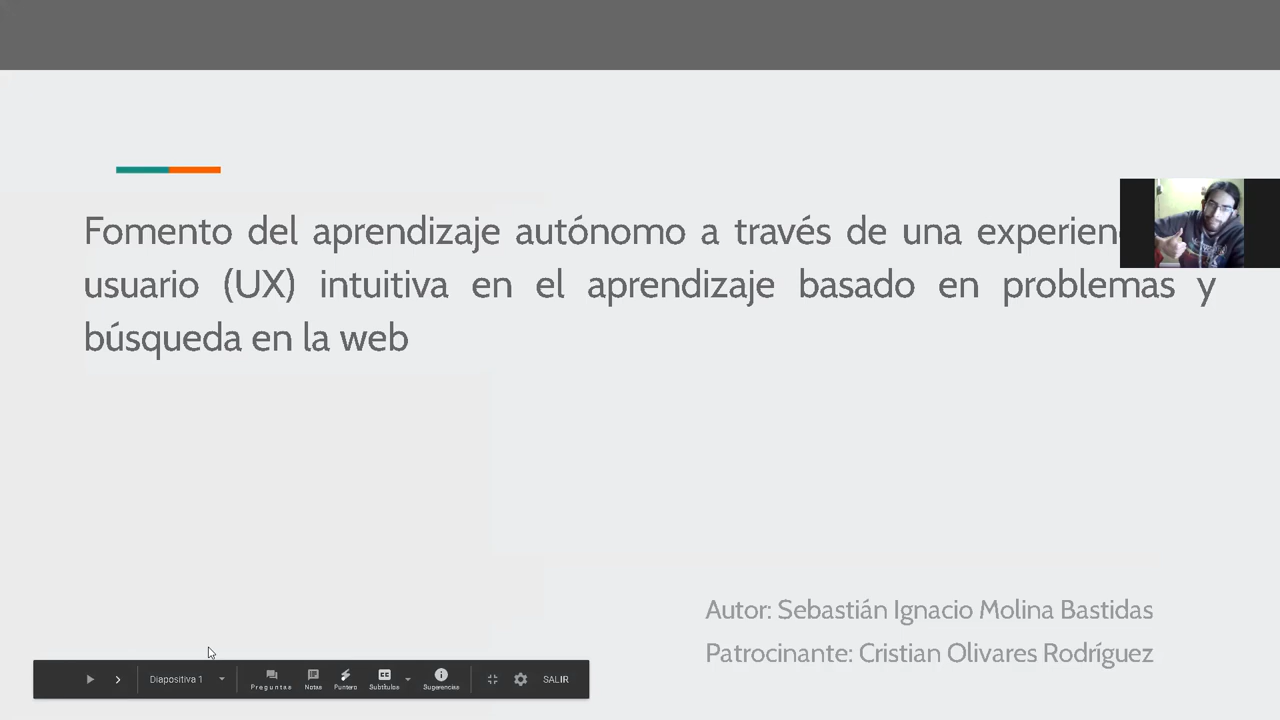 Fomento del aprendizaje autónomo a través de una
usuario (UX) intuitiva en el aprendizaje basado en problemas y
búsqueda en la web
Autor: Sebastián Ignacio Molina Bastidas
Patrocinante: Cristian Olivares Rodríguez
Diapositiva 1
Preguntas
Notas
Puntero
Subtítulos
Sugerencias
SALIR